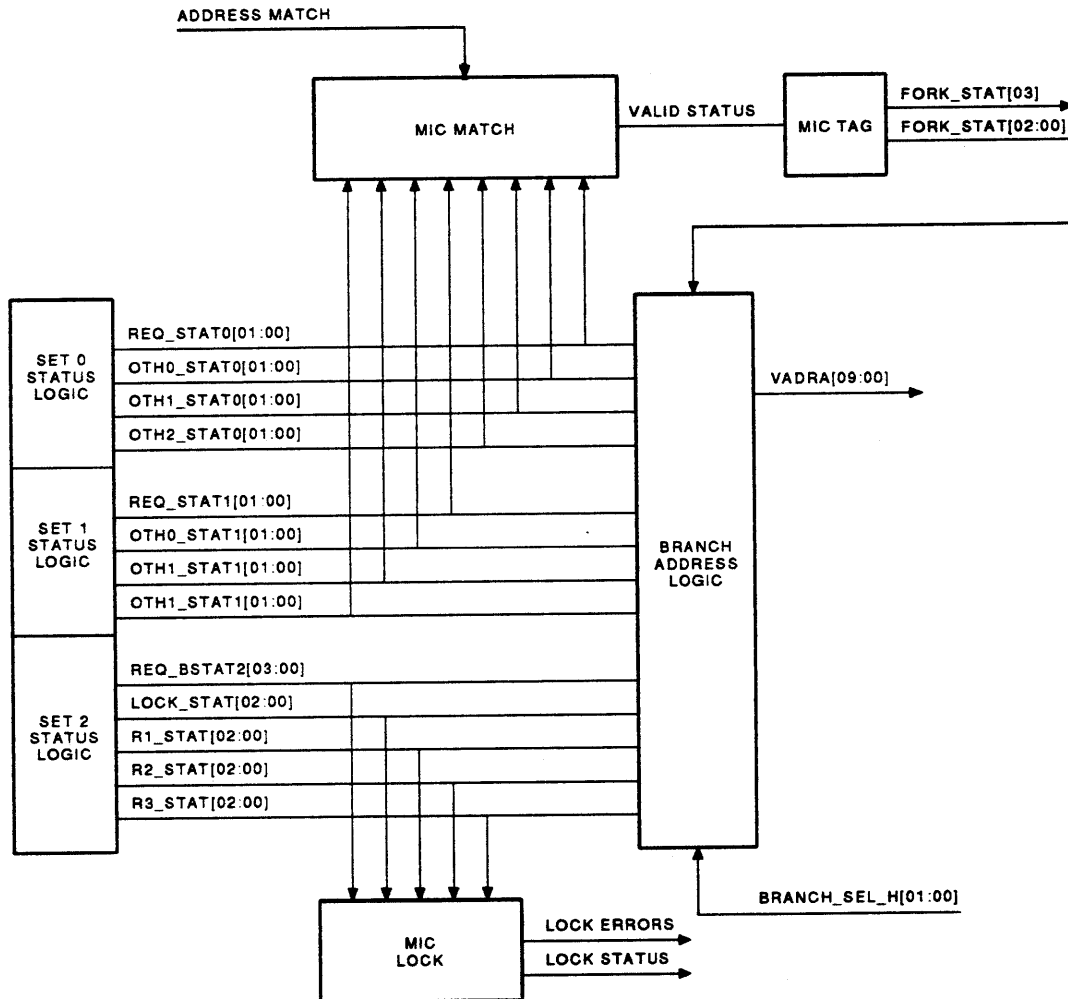 ADDRESS MATCH
MIC MATCH
VALID STATUS
MIC TAG
FORK_STAT[03]
FORK_STAT[02:00]
SET 0
STATUS
LOGIC
REQ_STAT0[01:00]
OTH0_STAT0[01:00]
OTH1_STAT0[01:00]
OTH2_STAT0[01:00]
VADRA[09:00]
SET 1
STATUS
LOGIC
REQ_STAT1[01:00]
OTH0_STAT1[01:00]
OTH1_STAT1[01:00]
OTH1_STAT1[01:00]
BRANCH
ADDRESS
LOGIC
SET 2
STATUS
LOGIC
REQ_BSTAT2[03:00]
LOCK_STAT[02:00]
R1_STAT[02:00]
R2_STAT[02:00]
R3_STAT[02:00]
BRANCH_SEL_H[01:00]
MIC
LOCK
LOCK ERRORS
LOCK STATUS